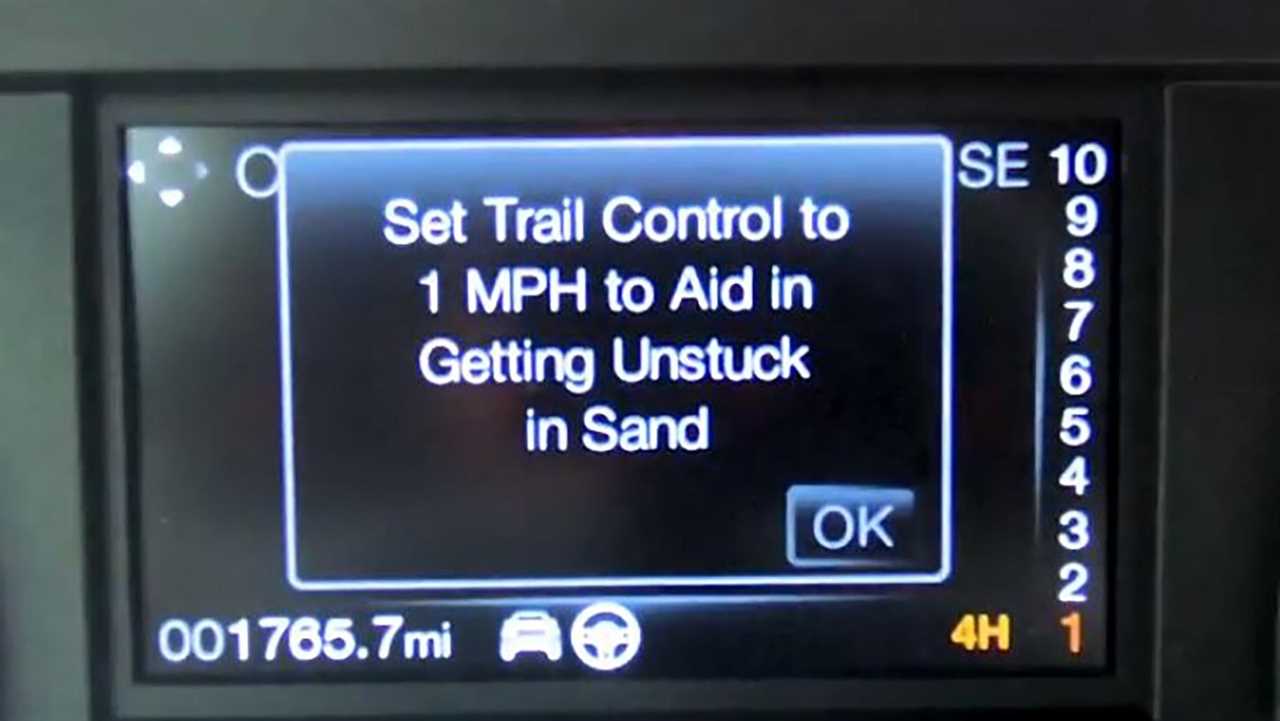 O
SE 10
Set Trail Control to
1 MPH to Aid in
Getting Unstuck
in Sand
OK
9
8
7
6
5
4
3
2
001765.7mi
4H 1